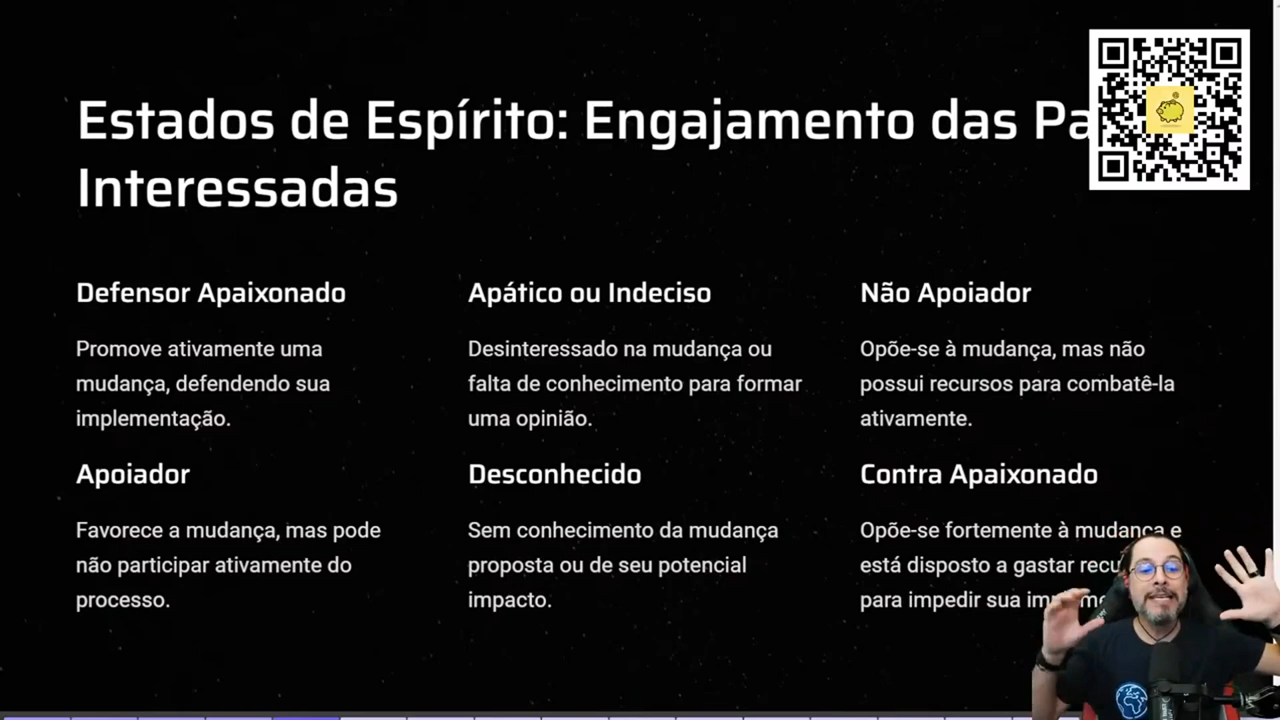 Estados de Espírito: Engajamento das
Interessadas
Defensor Apaixonado
Promove ativamente uma
mudança, defendendo sua
implementação.
Apático ou Indeciso
Desinteressado na mudança ou
falta de conhecimento para formar
uma opinião.
Não Apoiador
Opõe-se à mudança, mas não
possui recursos para combatê-la
ativamente.
Apoiador
Favorece a mudança, mas pode
não participar ativamente do
processo.
Desconhecido
Sem conhecimento da mudança
proposta ou de seu potencial
impacto.
Contra Apaixonado
Opõe-se fortemente à mudança e
está disposto a gastar
para impedir sua